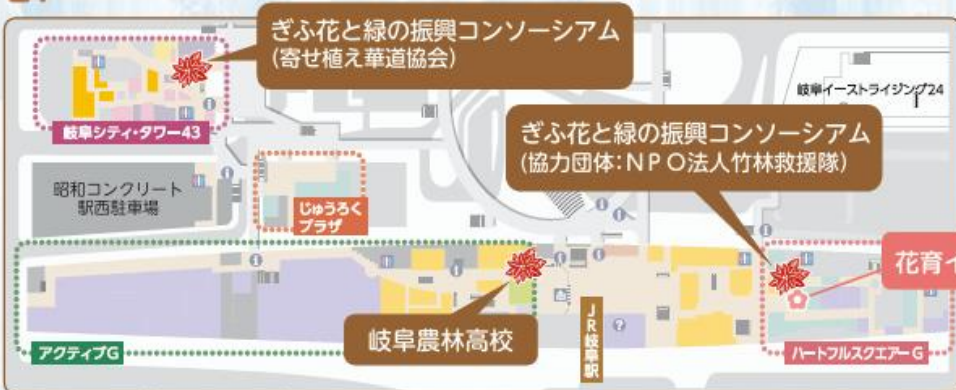 ぎふ花と緑の振興コンソーシアム
(寄せ植え華道協会)
岐阜イーストライジング24
岐阜シティ・タワー43
ぎふ花と緑の振興コンソーシアム
(協力団体:NPO法人竹林救援隊)
昭和コンクリート
駅西駐車場
じゅうろく
プラザ
花育イ
岐阜農林高校
JR岐阜駅
アクティブG
ハートフルスクエアーG